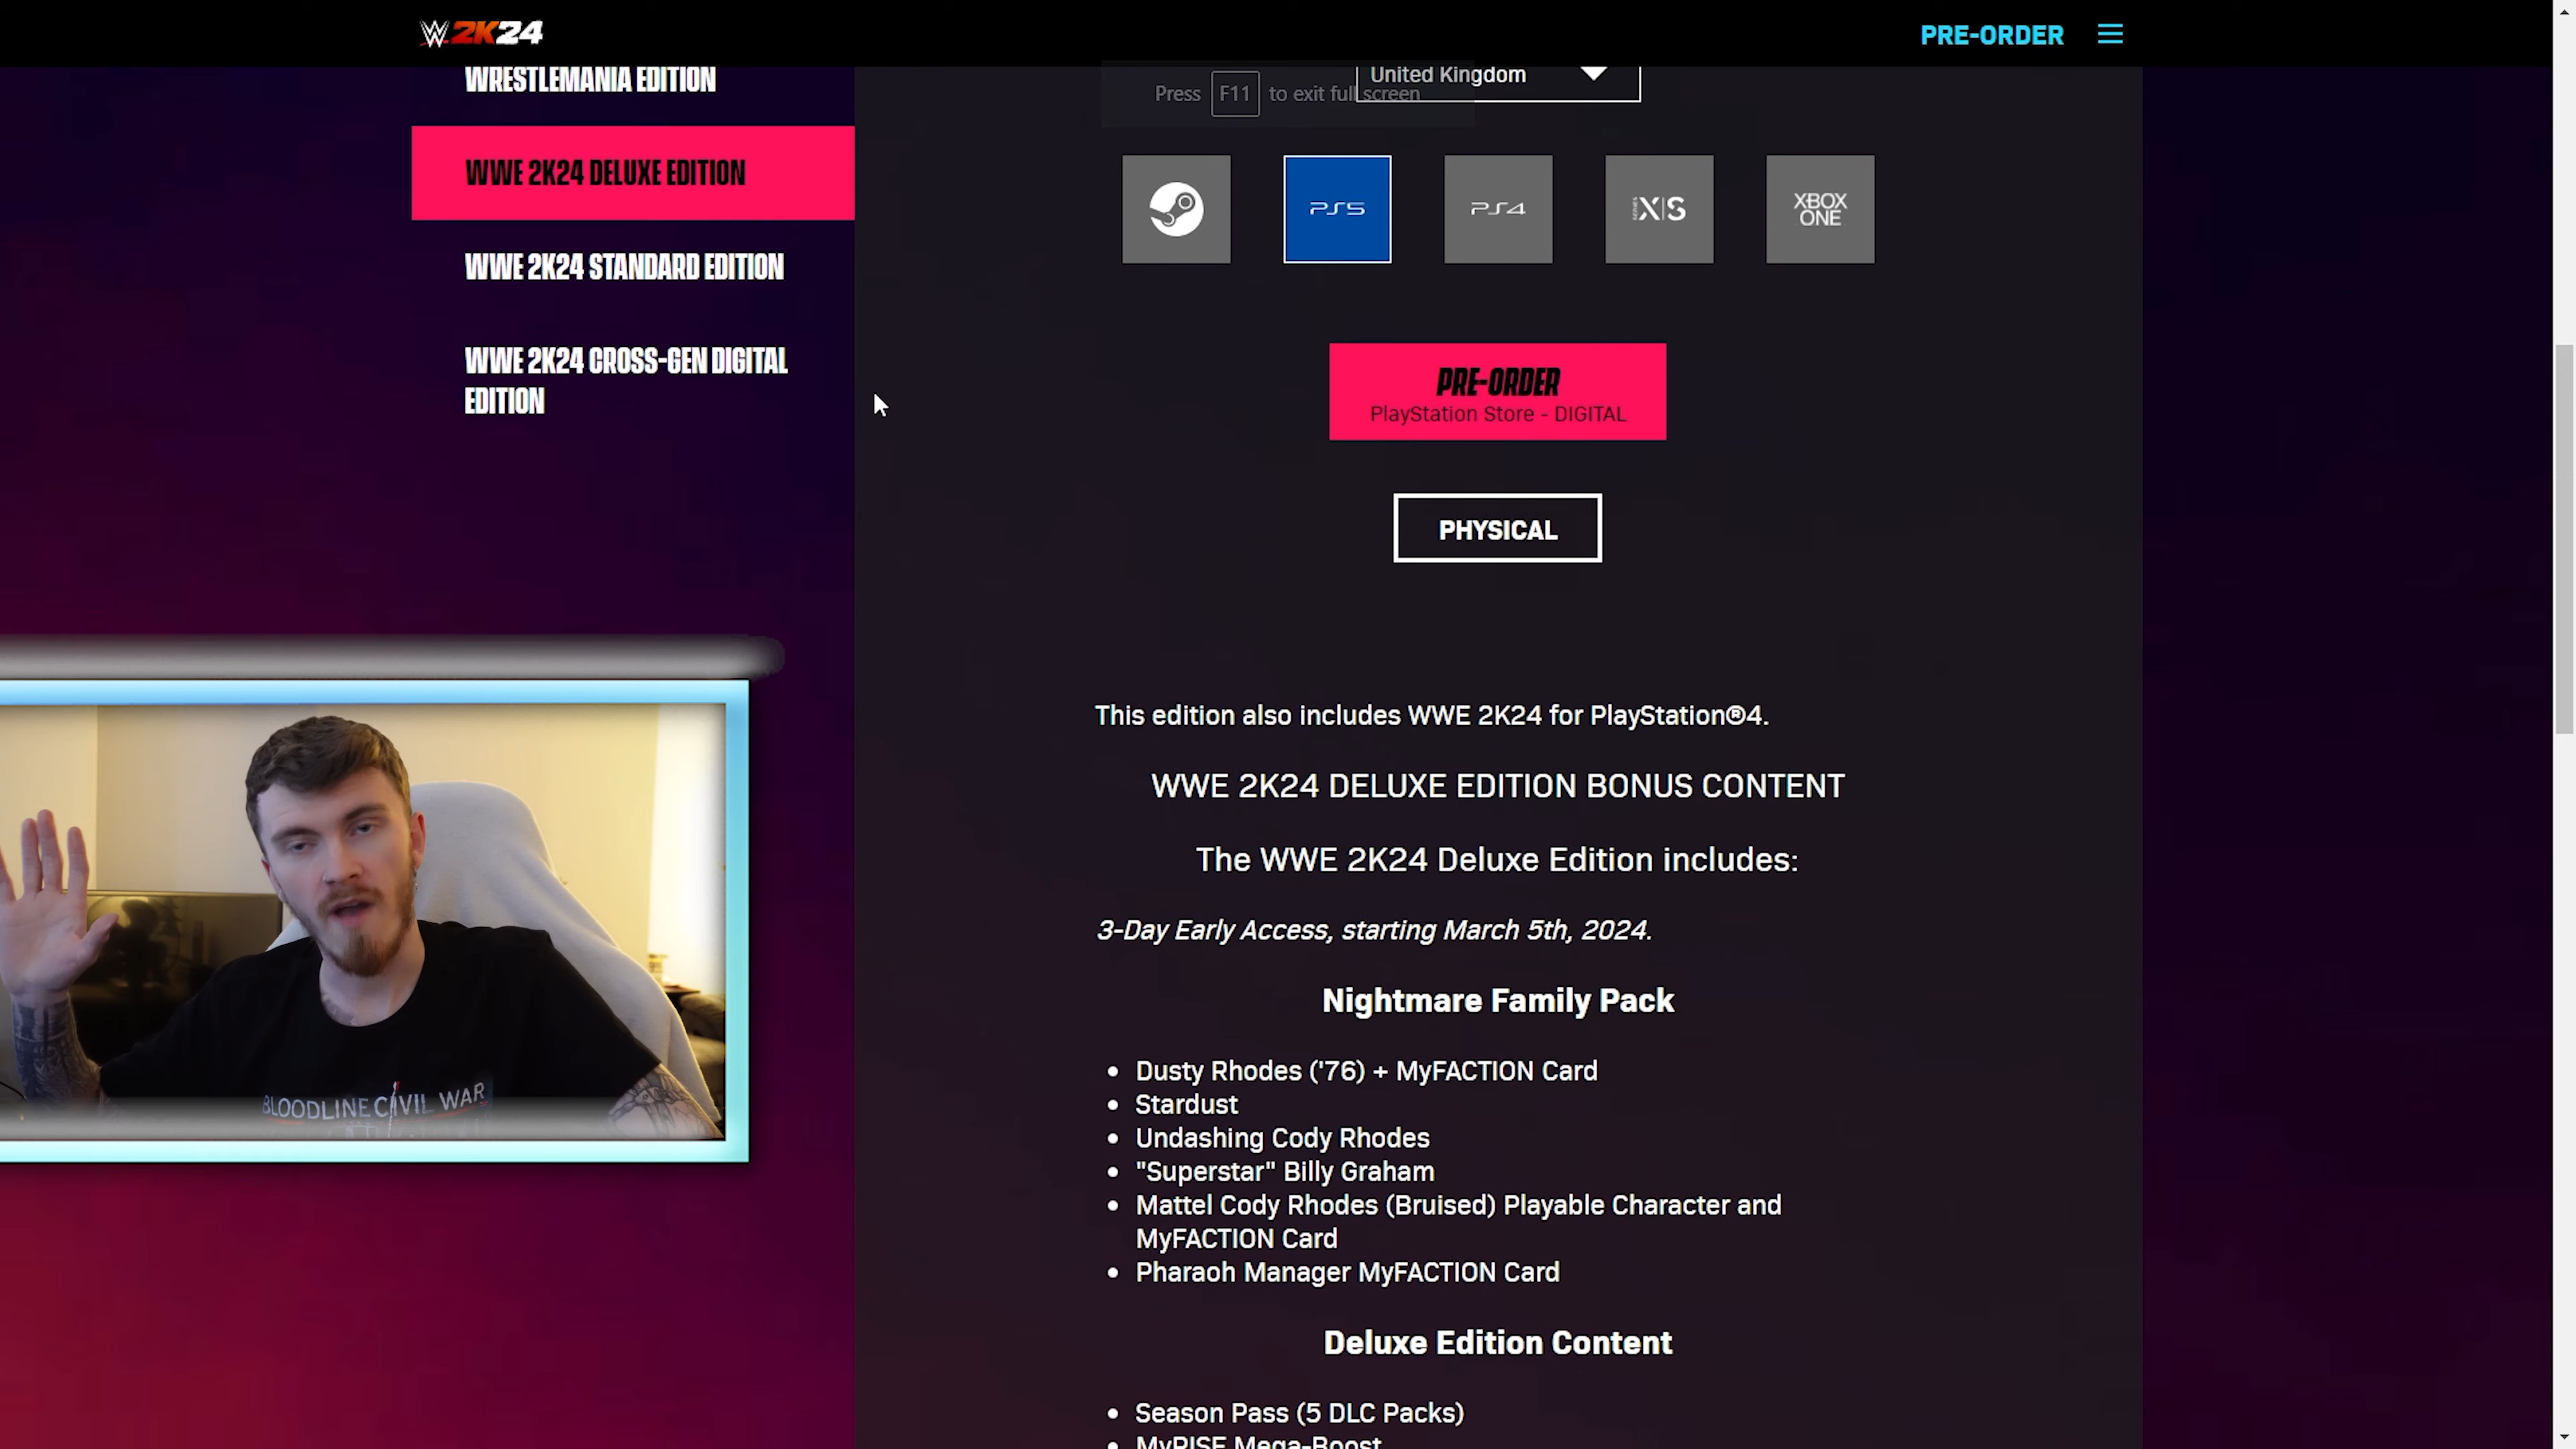 W 2K24
PRE-ORDER
WRESTLEMANIA EDITION
WWE 2K24 DELUXE EDITION
WWE 2K24 STANDARD EDITION
WWE 2K24 CROSS-GEN DIGITAL
EDITION
United Kingdom
Press F11 to exit full screen
PS5
PS4
SERIES X|S
XBOX
ONE
PRE-ORDER
PlayStation Store - DIGITAL
PHYSICAL
This edition also includes WWE 2K24 for PlayStation®4.
WWE 2K24 DELUXE EDITION BONUS CONTENT
The WWE 2K24 Deluxe Edition includes:
3-Day Early Access, starting March 5th, 2024.
Nightmare Family Pack
• Dusty Rhodes ('76) + MyFACTION Card
• Stardust
• Undashing Cody Rhodes
• "Superstar" Billy Graham
• Mattel Cody Rhodes (Bruised) Playable Character and
MyFACTION Card
• Pharaoh Manager MyFACTION Card
Deluxe Edition Content
• Season Pass (5 DLC Packs)
• MyRISE Mega-Boost
BLOODLINE CIVIL WAR